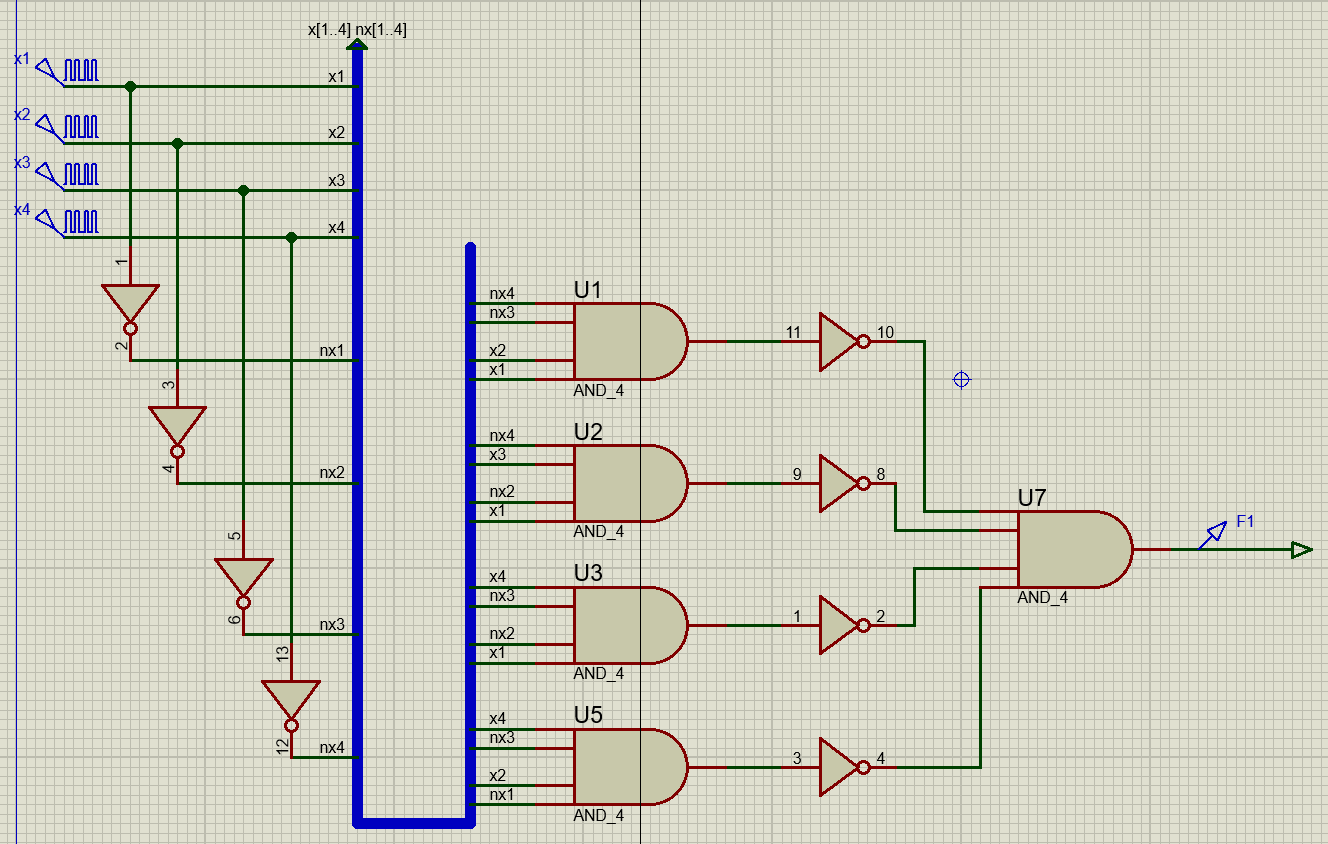 x[1..4] nx[1..4]
x1
x1
x2
x2
x3
x3
x4
x4
1
2
nx1
3
4
nx2
5
6
nx3
13
12
nx4
U1
nx4
nx3
x2
x1
AND_4
11
10
U2
nx4
x3
nx2
x1
AND_4
9
8
U3
x4
nx3
nx2
x1
AND_4
1
2
U5
x4
nx3
x2
nx1
AND_4
3
4
U7
AND_4
F1